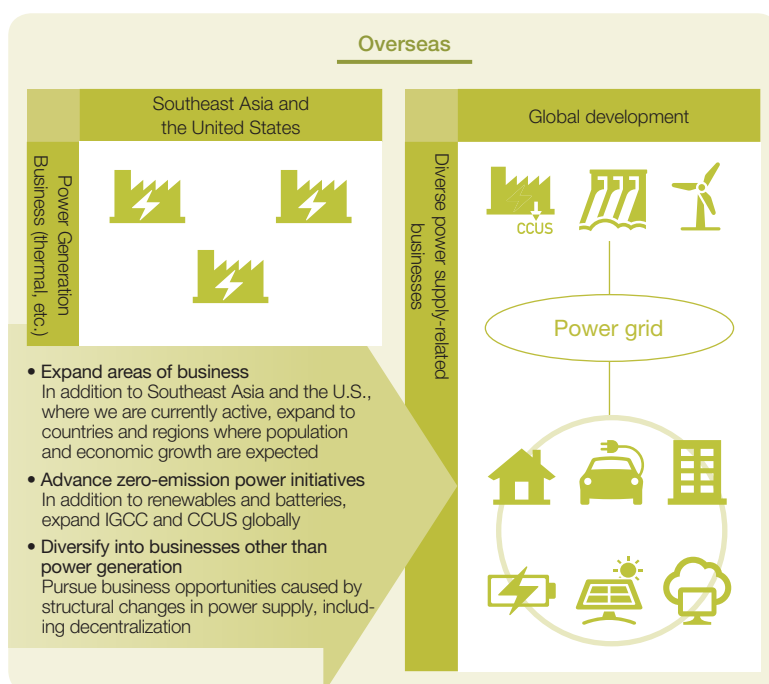 Overseas
Southeast Asia and
the United States
Power Generation
Business (thermal, etc.)
• Expand areas of business
In addition to Southeast Asia and the U.S.,
where we are currently active, expand to
countries and regions where population
and economic growth are expected
• Advance zero-emission power initiatives
In addition to renewables and batteries,
expand IGCC and CCUS globally
• Diversify into businesses other than
power generation
Pursue business opportunities caused by
structural changes in power supply, includ-
ing decentralization
Global development
Diverse power supply-related
businesses
CCUS
Power grid